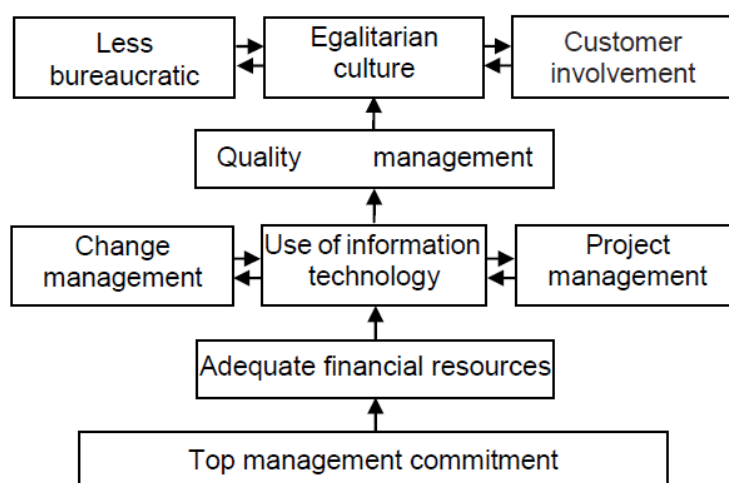 Less
bureaucratic
Egalitarian
culture
Customer
involvement
Quality management
Change
management
Use of information
technology
Project
management
Adequate financial resources
Top management commitment